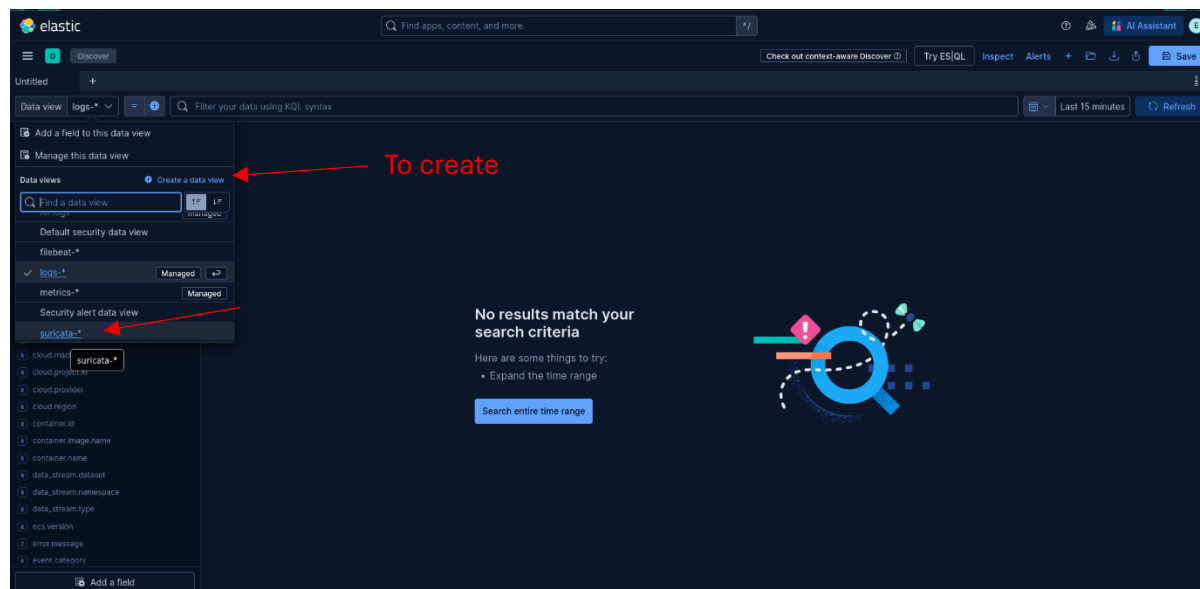 elastic
Find apps, content, and more.
^/
AI Assistant
E
D
Discover
Check out context-aware Discover
Try ES|QL
Inspect
Alerts
Save
Untitled
Data view
logs-*
Filter your data using KQL syntax
Last 15 minutes
Refresh
Add a field to this data view
Manage this data view
To create
Data views
Create a data view
Find a data view
Managed
Default security data view
filebeat-*
logs-*
Managed
metrics-*
Managed
Security alert data view
suricata-*
suricata-*
cloud.project.id
cloud.provider
cloud.region
container.id
container.image.name
container.name
data_stream.dataset
data_stream.namespace
data_stream.type
ecs.version
error.message
event.category
Add a field
No results match your
search criteria
Here are some things to try:
• Expand the time range
Search entire time range